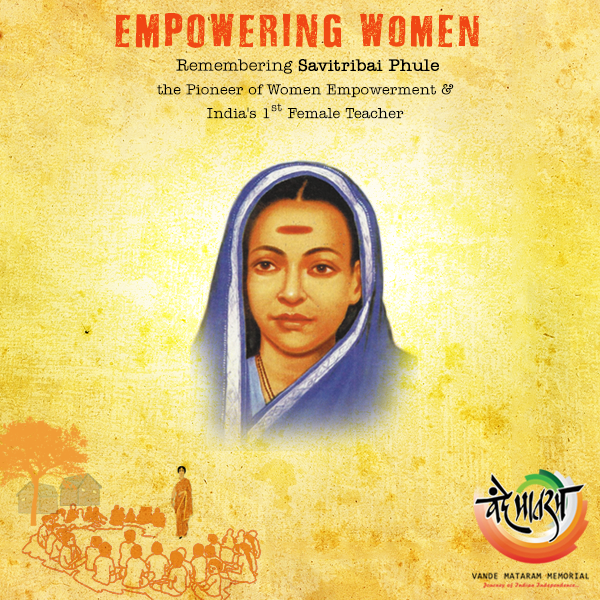 EMPOWERING WOMEN
Remembering Savitribai Phule
the Pioneer of Women Empowerment &
India's 1st Female Teacher
वंदे मातरम
VANDE MATARAM MEMORIAL
Journey of Indian Independence...